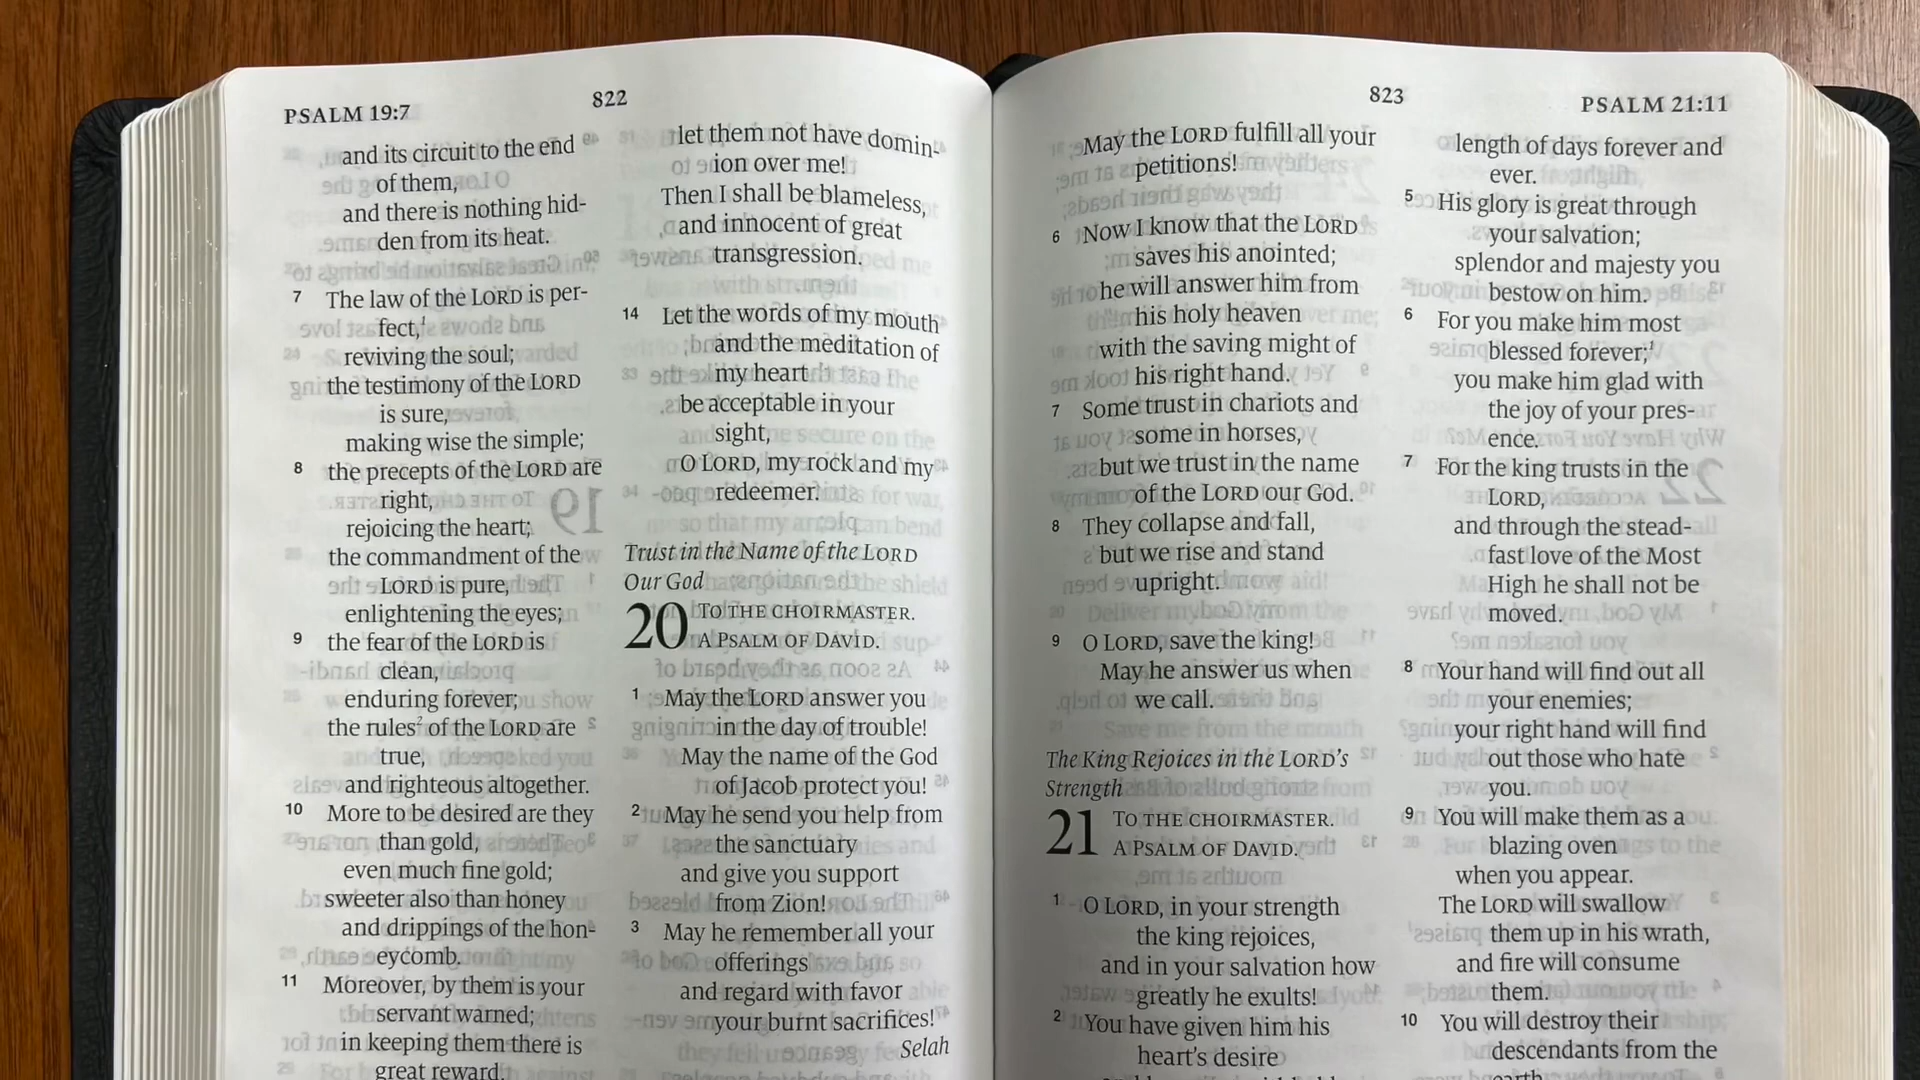 PSALM 19:7
822
and its circuit to the end
of them,
and there is nothing hid-
den from its heat.
7 The law of the LORD is per-
fect,1
reviving the soul;
the testimony of the LORD
is sure,
making wise the simple;
8 the precepts of the LORD are
right,
rejoicing the heart;
the commandment of the
LORD is pure,
enlightening the eyes;
9 the fear of the LORD is
clean,
enduring forever;
the rules2 of the LORD are
true,
and righteous altogether.
10 More to be desired are they
than gold,
even much fine gold;
sweeter also than honey
and drippings of the hon-
eycomb.
11 Moreover, by them is your
servant warned;
in keeping them there is
great reward.
let them not have domin-
ion over me!
Then I shall be blameless,
and innocent of great
transgression.
14 Let the words of my mouth
and the meditation of
my heart
be acceptable in your
sight,
O LORD, my rock and my
redeemer.
Trust in the Name of the LORD
Our God
20 TO THE CHOIRMASTER.
A PSALM OF DAVID.
1 May the LORD answer you
in the day of trouble!
May the name of the God
of Jacob protect you!
2 May he send you help from
the sanctuary
and give you support
from Zion!
3 May he remember all your
offerings
and regard with favor
your burnt sacrifices!
Selah
823
PSALM 21:11
May the LORD fulfill all your
petitions!
6 Now I know that the LORD
saves his anointed;
he will answer him from
his holy heaven
with the saving might of
his right hand.
7 Some trust in chariots and
some in horses,
but we trust in the name
of the LORD our God.
8 They collapse and fall,
but we rise and stand
upright.
9 O LORD, save the king!
May he answer us when
we call.
The King Rejoices in the LORD's
Strength
21 TO THE CHOIRMASTER.
A PSALM OF DAVID.
1 O LORD, in your strength
the king rejoices,
and in your salvation how
greatly he exults!
2 You have given him his
heart's desire
length of days forever and
ever.
5 His glory is great through
your salvation;
splendor and majesty you
bestow on him.
6 For you make him most
blessed forever;1
you make him glad with
the joy of your pres-
ence.
7 For the king trusts in the
LORD,
and through the stead-
fast love of the Most
High he shall not be
moved.
8 Your hand will find out all
your enemies;
your right hand will find
out those who hate
you.
9 You will make them as a
blazing oven
when you appear.
The LORD will swallow
them up in his wrath,
and fire will consume
them.
10 You will destroy their
descendants from the
earth